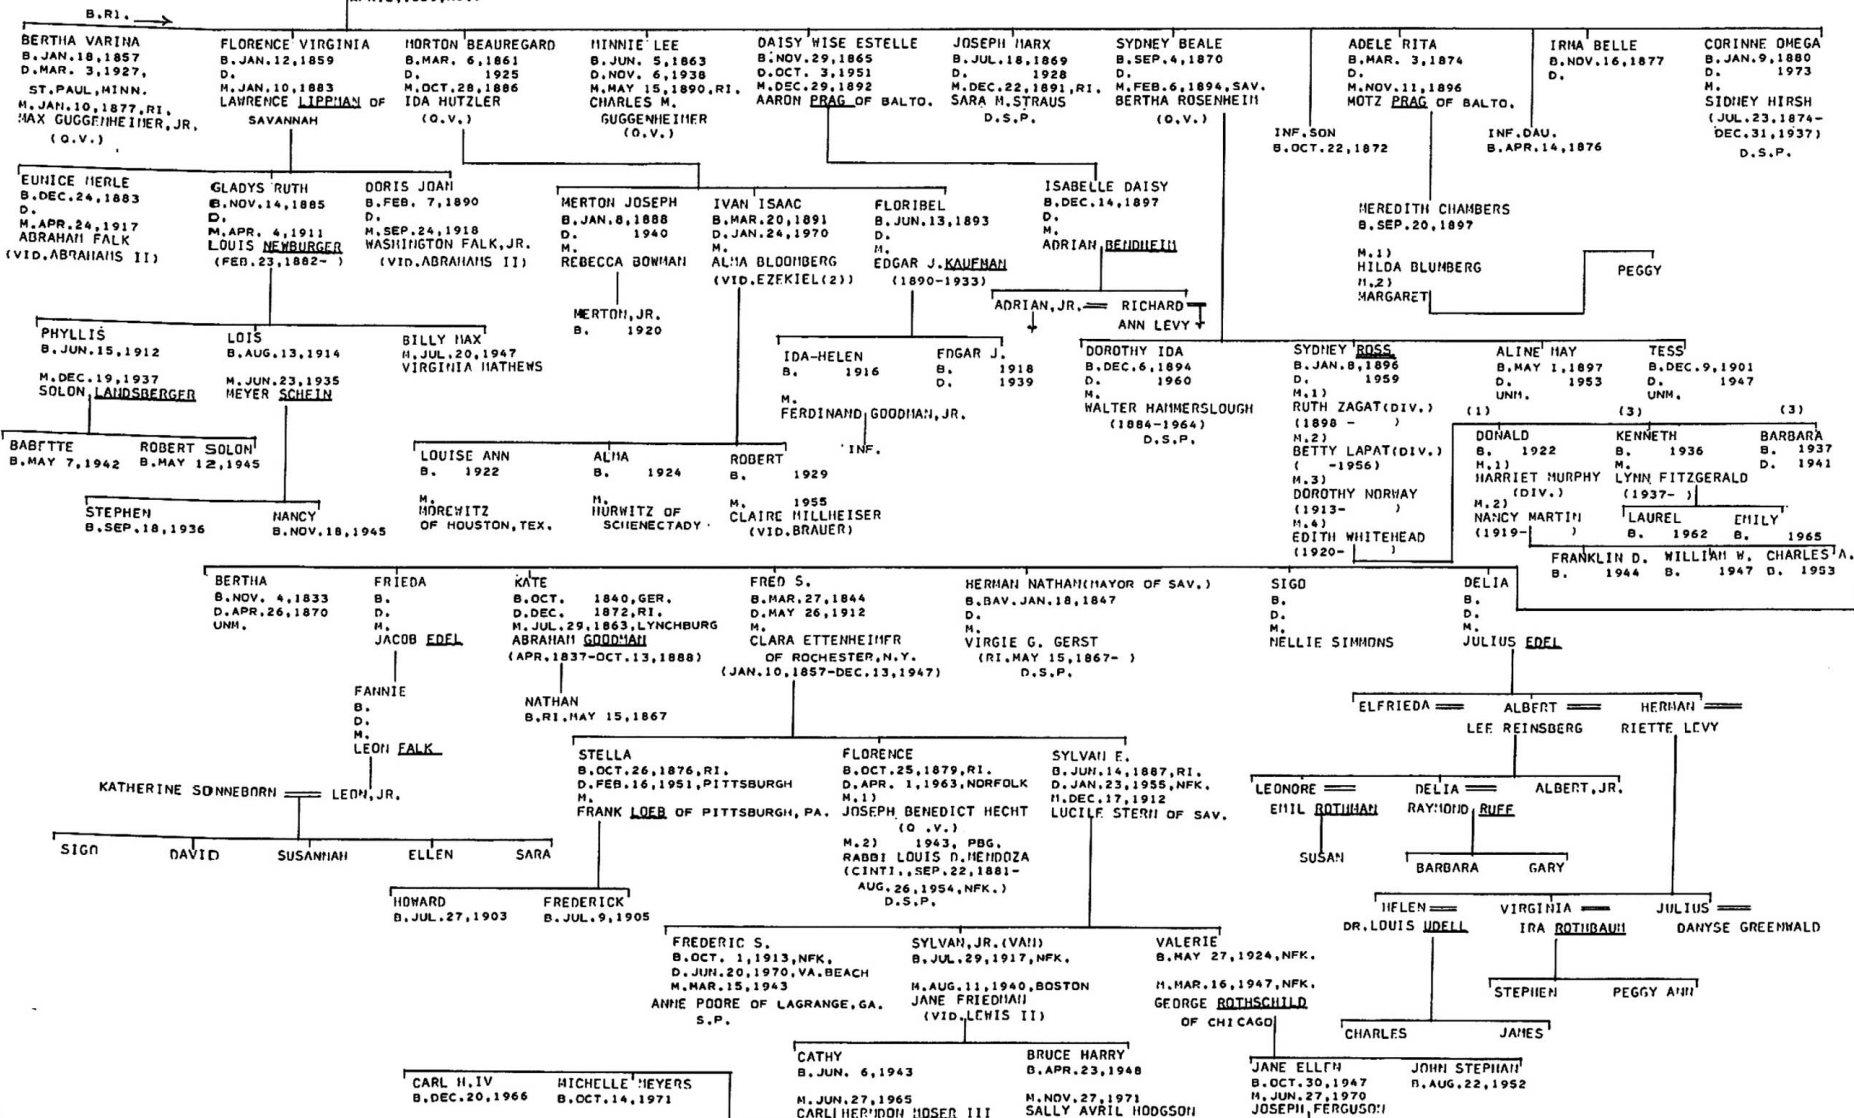 B.RI.
BERTHA VARINA
B.JAN.18,1857
D.MAR. 3,1927,
ST.PAUL,MINN.
M.JAN.10,1877,RI.
MAX GUGGENHEIMER,JR.
(Q.V.)
FLORENCE VIRGINIA
B.JAN.12,1859
D.
M.JAN.10,1883
LAWRENCE LIPPMAN OF
SAVANNAH
MORTON BEAUREGARD
B.MAR. 6,1861
D. 1925
M.OCT.28,1886
IDA HUTZLER
(Q.V.)
MINNIE LEE
B.JUN. 5,1863
D.NOV. 6,1938
M.MAY 15,1890,RI.
CHARLES M.
GUGGENHEIMER
(Q.V.)
DAISY WISE ESTELLE
B.NOV.29,1865
D.OCT. 3,1951
M.DEC.29,1892
AARON PRAG OF BALTO.
JOSEPH MARX
B.JUL.18,1869
D. 1928
M.DEC.22,1891,RI.
SARA M.STRAUS
D.S.P.
SYDNEY BEALE
B.SEP.4,1870
D.
M.FEB.6,1894,SAV.
BERTHA ROSENHEIM
(Q.V.)
INF.SON
B.OCT.22,1872
ADELE RITA
B.MAR. 3,1874
D.
M.NOV.11,1896
MOTZ PRAG OF BALTO.
INF.DAU.
B.APR.14,1876
IRMA BELLE
B.NOV.16,1877
D.
CORINNE OMEGA
B.JAN.9,1880
D. 1973
M.
SIDNEY HIRSH
(JUL.23,1874-
DEC.31,1937)
D.S.P.
EUNICE MERLE
B.DEC.24,1883
D.
M.APR.24,1917
ABRAHAM FALK
(VID.ABRAHAMS II)
GLADYS RUTH
B.NOV.14,1885
D.
M.APR. 4,1911
LOUIS NEWBURGER
(FEB.23,1882- )
DORIS JOAN
B.FEB. 7,1890
D.
M.SEP.24,1918
WASHINGTON FALK,JR.
(VID.ABRAHAMS II)
MERTON JOSEPH
B.JAN.8,1888
D. 1940
M.
REBECCA BOWMAN
MERTON,JR.
B. 1920
IVAN ISAAC
B.MAR.20,1891
D.JAN.24,1970
M.
ALMA BLOOMBERG
(VID.EZEKIEL(2))
FLORIBEL
B.JUN.13,1893
D.
M.
EDGAR J.KAUFMAN
(1890-1933)
ISABELLE DAISY
B.DEC.14,1897
D.
M.
ADRIAN BENDHEIM
ADRIAN,JR. RICHARD
ANN LEVY
MEREDITH CHAMBERS
B.SEP.20,1897
M.1)
HILDA BLUMBERG
M.2)
MARGARET
PEGGY
PHYLLIS
B.JUN.15,1912
M.DEC.19,1937
SOLON LANDSBERGER
LOIS
B.AUG.13,1914
M.JUN.23,1935
MEYER SCHEIN
BILLY MAX
M.JUL.20,1947
VIRGINIA MATHEWS
IDA-HELEN
B. 1916
M.
FERDINAND GOODMAN,JR.
INF.
EDGAR J.
B. 1918
D. 1939
DOROTHY IDA
B.DEC.6,1894
D. 1960
M.
WALTER HAMMERSLOUGH
(1884-1964)
D.S.P.
SYDNEY ROSS
B.JAN.8,1896
D. 1959
M.1)
RUTH ZAGAT(DIV.)
(1898 - )
M.2)
BETTY LAPAT(DIV.)
( -1956)
M.3)
DOROTHY NORWAY
(1913- )
M.4)
EDITH WHITEHEAD
(1920- )
ALINE MAY
B.MAY 1,1897
D. 1953
UNM.
TESS
B.DEC.9,1901
D. 1947
UNM.
BABETTE
B.MAY 7,1942
ROBERT SOLON
B.MAY 12,1945
STEPHEN
B.SEP.18,1936
NANCY
B.NOV.18,1945
LOUISE ANN
B. 1922
M.
MOREWITZ
OF HOUSTON,TEX.
ALMA
B. 1924
M.
HURWITZ OF
SCHENECTADY
ROBERT
B. 1929
M. 1955
CLAIRE MILLHEISER
(VID.BRAUER)
(1)
DONALD
B. 1922
M.1)
HARRIET MURPHY
(DIV.)
M.2)
NANCY MARTIN
(1919- )
(3)
KENNETH
B. 1936
M.
LYNN FITZGERALD
(1937- )
(3)
BARBARA
B. 1937
D. 1941
LAUREL
B. 1962
EMILY
B. 1965
FRANKLIN D.
B. 1944
WILLIAM W.
B. 1947
CHARLES A.
B. 1953
BERTHA
B.NOV. 4,1833
D.APR.26,1870
UNM.
FRIEDA
B.
D.
M.
JACOB EDEL
KATE
B.OCT. 1840,GER.
D.DEC. 1872,RI.
M.JUL.29,1863,LYNCHBURG
ABRAHAM GOODMAN
(APR.1837-OCT.13,1888)
NATHAN
B.RI.MAY 15,1867
FRED S.
B.MAR.27,1844
D.MAY 26,1912
M.
CLARA ETTENHEIMER
OF ROCHESTER,N.Y.
(JAN.10,1857-DEC.13,1947)
HERMAN NATHAN(MAYOR OF SAV.)
B.BAV.JAN.18,1847
D.
M.
VIRGIE G. GERST
(RI.MAY 15,1867- )
D.S.P.
SIGO
B.
D.
M.
NELLIE SIMMONS
DELIA
B.
D.
M.
JULIUS EDEL
FANNIE
B.
D.
M.
LEON FALK
KATHERINE SONNEBORN LEON,JR.
SIGO
DAVID
SUSANNAH
ELLEN
SARA
STELLA
B.OCT.26,1876,RI.
D.FEB.16,1951,PITTSBURGH
M.
FRANK LOEB OF PITTSBURGH,PA.
FLORENCE
B.OCT.25,1879,RI.
D.APR. 1,1963,NORFOLK
M.1)
JOSEPH BENEDICT HECHT
(Q.V.)
M.2) 1943, PBG.
RABBI LOUIS D.MENDOZA
(CINTI.,SEP.22,1881-
AUG.26,1954,NFK.)
D.S.P.
SYLVAN E.
B.JUN.14,1887,RI.
D.JAN.23,1955,NFK.
M.DEC.17,1912
LUCILE STERN OF SAV.
ELFRIEDA
ALBERT
LEE REINSBERG
HERMAN
RIETTE LEVY
LEONORE
EMIL ROTHMAN
SUSAN
DELIA
RAYMOND RUFF
ALBERT,JR.
BARBARA
GARY
HOWARD
B.JUL.27,1903
FREDERICK
B.JUL.9,1905
HELEN
DR.LOUIS UDELL
VIRGINIA
IRA ROTHBAUM
JULIUS
DANYSE GREENWALD
FREDERIC S.
B.OCT. 1,1913,NFK.
D.JUN.20,1970,VA.BEACH
M.MAR.15,1943
ANNE POORE OF LAGRANGE,GA.
S.P.
SYLVAN,JR.(VAN)
B.JUL.29,1917,NFK.
M.AUG.11,1940,BOSTON
JANE FRIEDMAN
(VID.LEWIS II)
VALERIE
B.MAY 27,1924,NFK.
M.MAR.16,1947,NFK.
GEORGE ROTHSCHILD
OF CHICAGO
STEPHEN
PEGGY ANN
CHARLES
JAMES
CARL H,IV
B.DEC.20,1966
MICHELLE MEYERS
B.OCT.14,1971
CATHY
B.JUN. 6,1943
M.JUN.27,1965
CARL HERNDON MOSER III
BRUCE HARRY
B.APR.23,1948
M.NOV.27,1971
SALLY AVRIL HODGSON
JANE ELLEN
B.OCT.30,1947
M.JUN.27,1970
JOSEPH FERGUSON
JOHN STEPHAN
B.AUG.22,1952